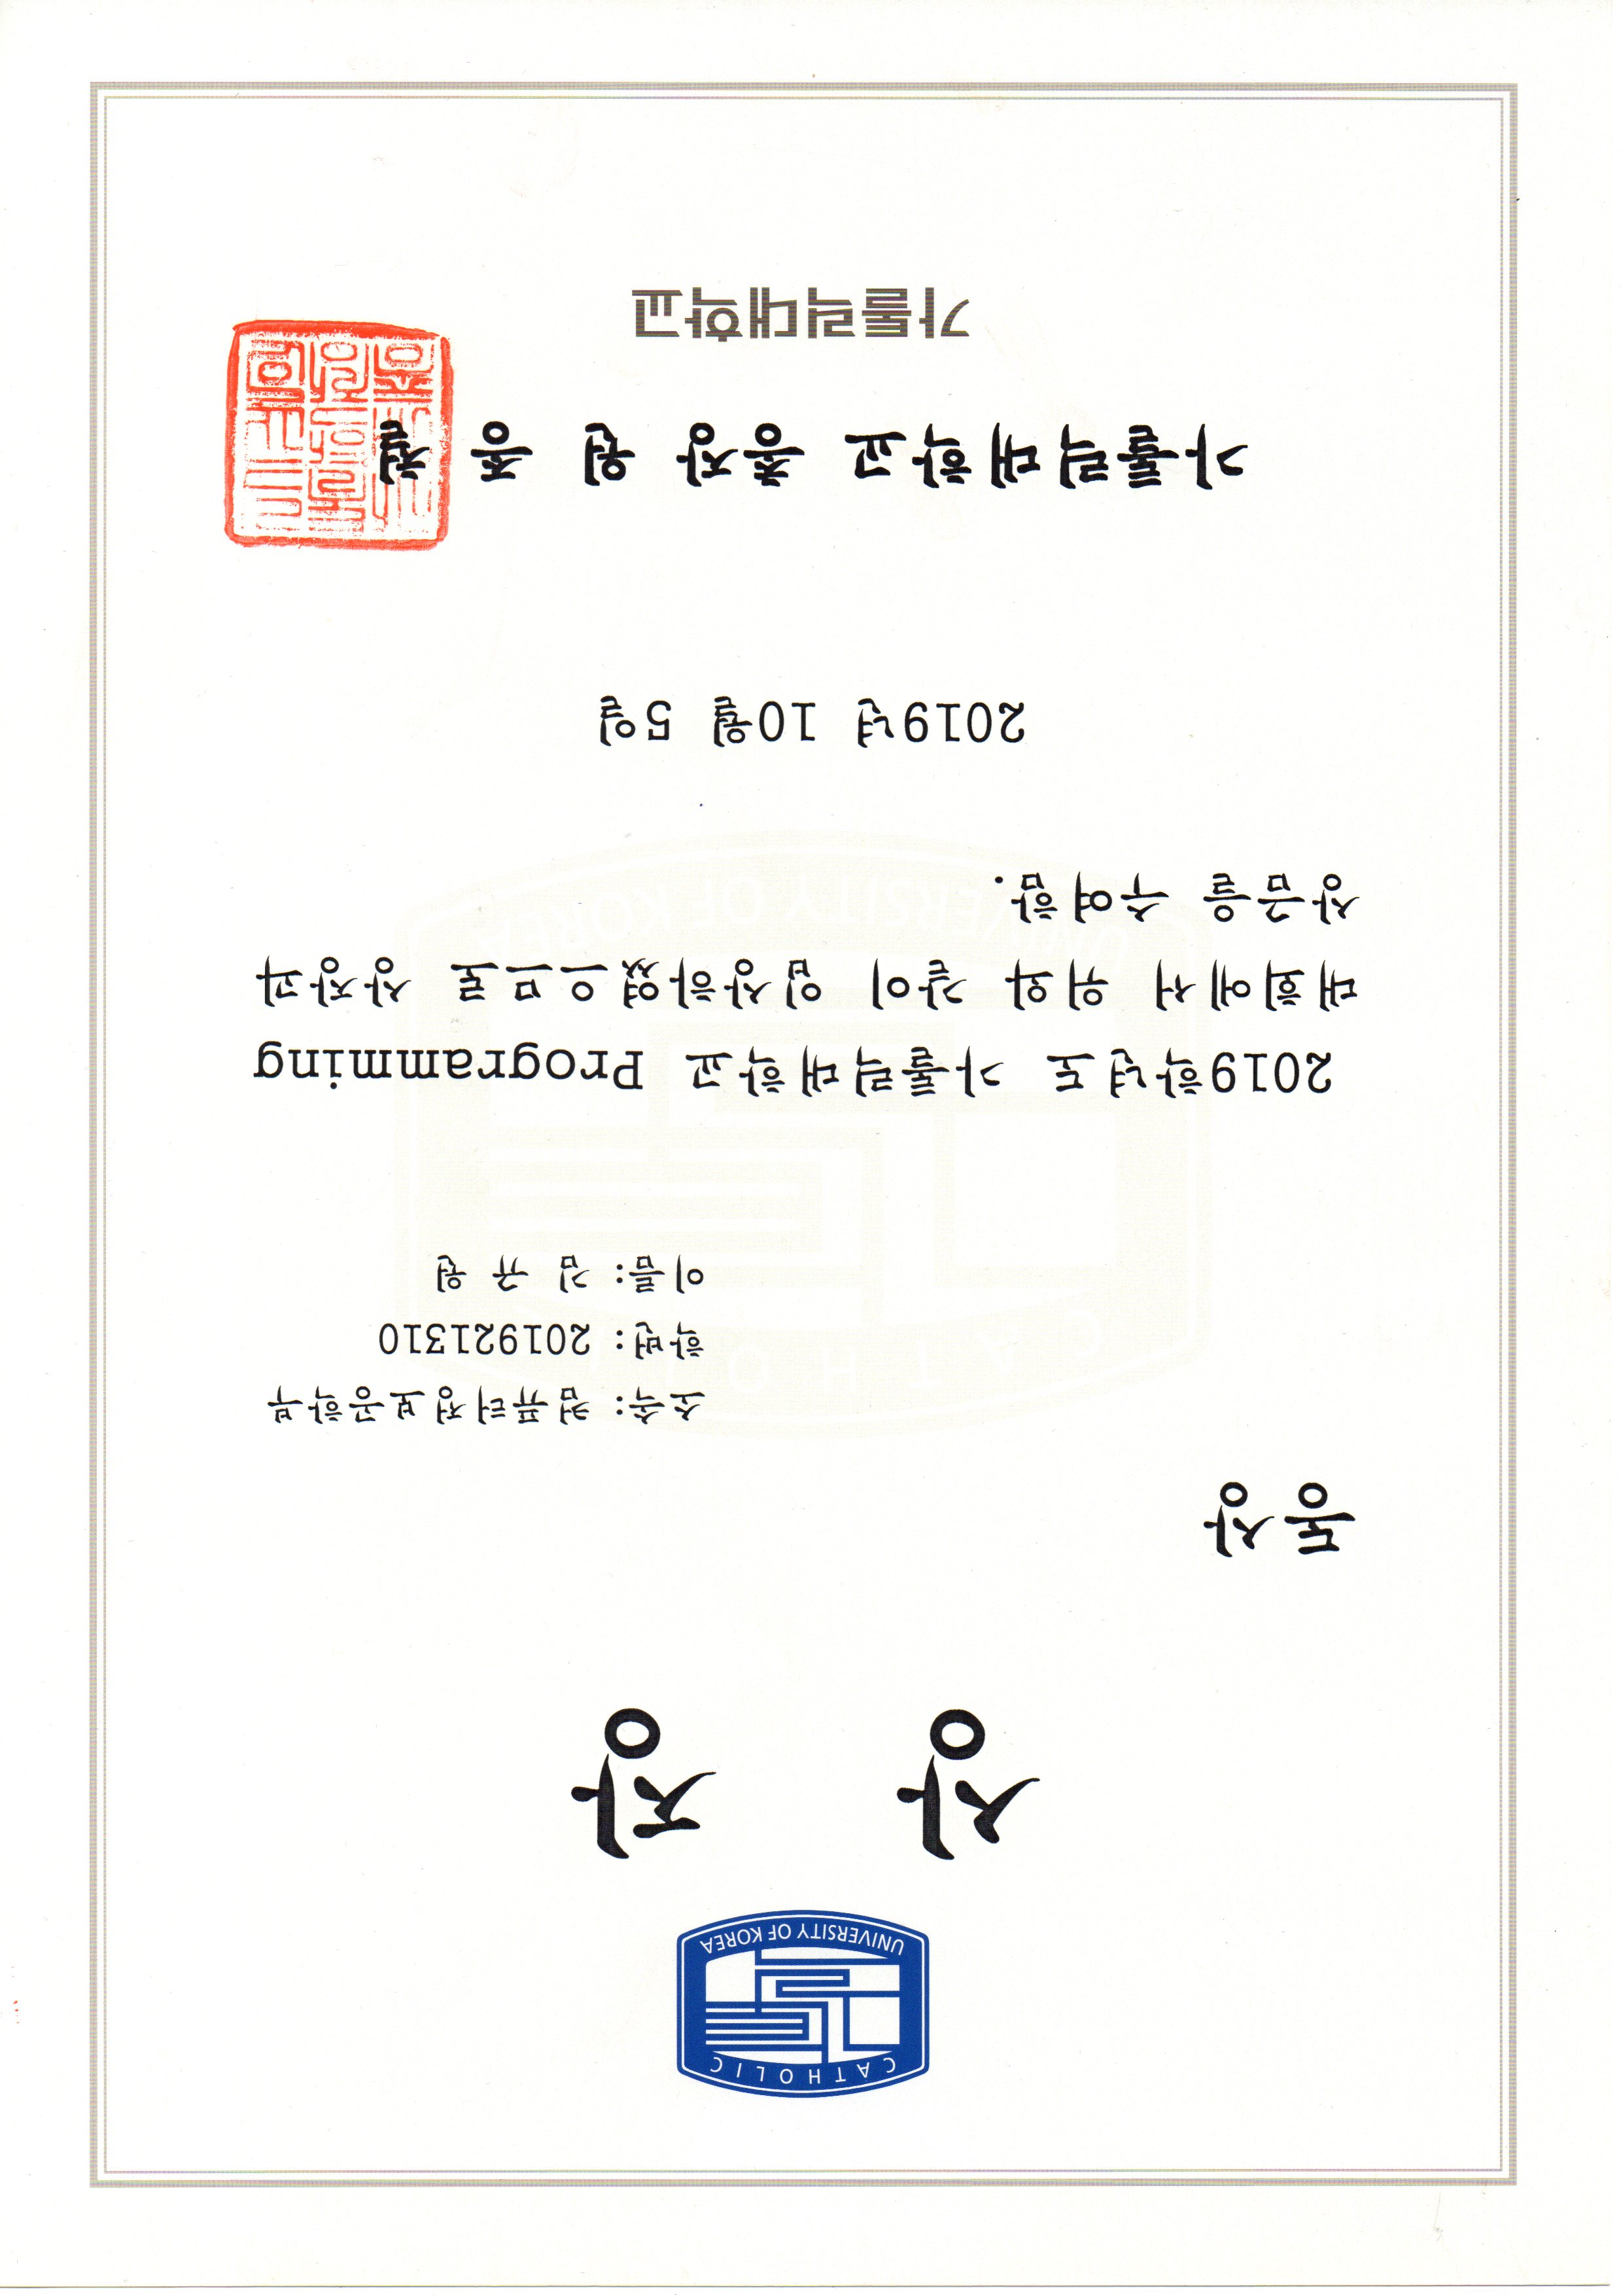 CATHOLIC
UNIVERSITY OF KOREA
상 장
동상
소속: 컴퓨터정보공학부
학번: 201921310
이름: 김 규 원
2019학년도 가톨릭대학교 Programming
대회에서 위와 같이 입상하였으므로 상장과
상금을 수여함.
2019년 10월 5일
가톨릭대학교 총장 원 종 철
가톨릭대학교